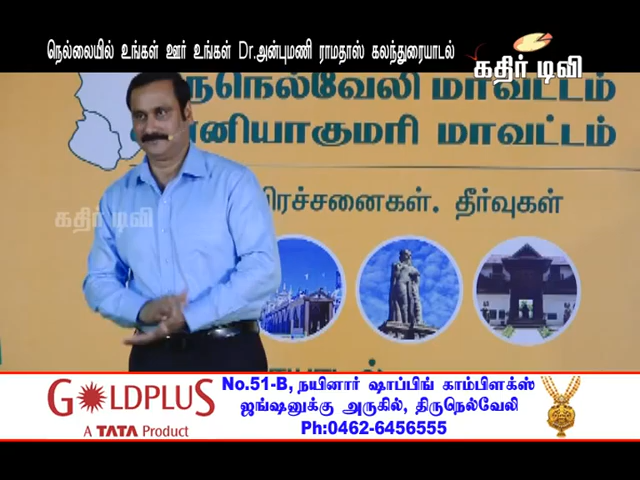 நெல்லையில் உங்கள் ஊர் உங்கள் Dr.அன்புமணி ராமதாஸ் கலந்துரையாடல்
கதிர் டிவி
ருநெல்வேலி மாவட்டம்
னியாகுமரி மாவட்டம்
கதிர் டிவி
பிரச்சனைகள். தீர்வுகள்
GOLDPLUS
A TATA Product
No.51-B, நயினார் ஷாப்பிங் காம்பிளக்ஸ்
ஜங்ஷனுக்கு அருகில், திருநெல்வேலி
Ph:0462-6456555